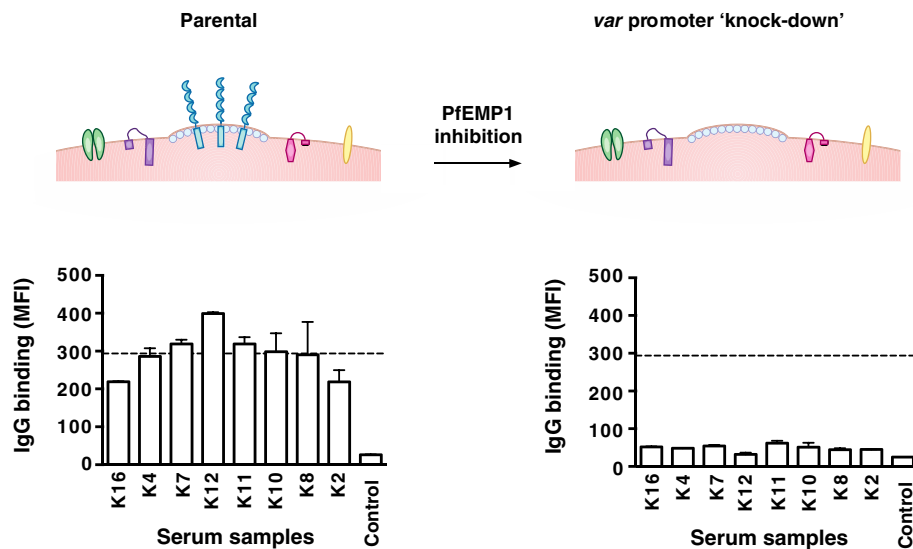 Parental
var promoter ‘knock-down’
PfEMP1
inhibition
IgG binding (MFI)
500
400
300
200
100
0
K16
K4
K7
K12
K11
K10
K8
K2
Control
Serum samples
IgG binding (MFI)
500
400
300
200
100
0
K16
K4
K7
K12
K11
K10
K8
K2
Control
Serum samples